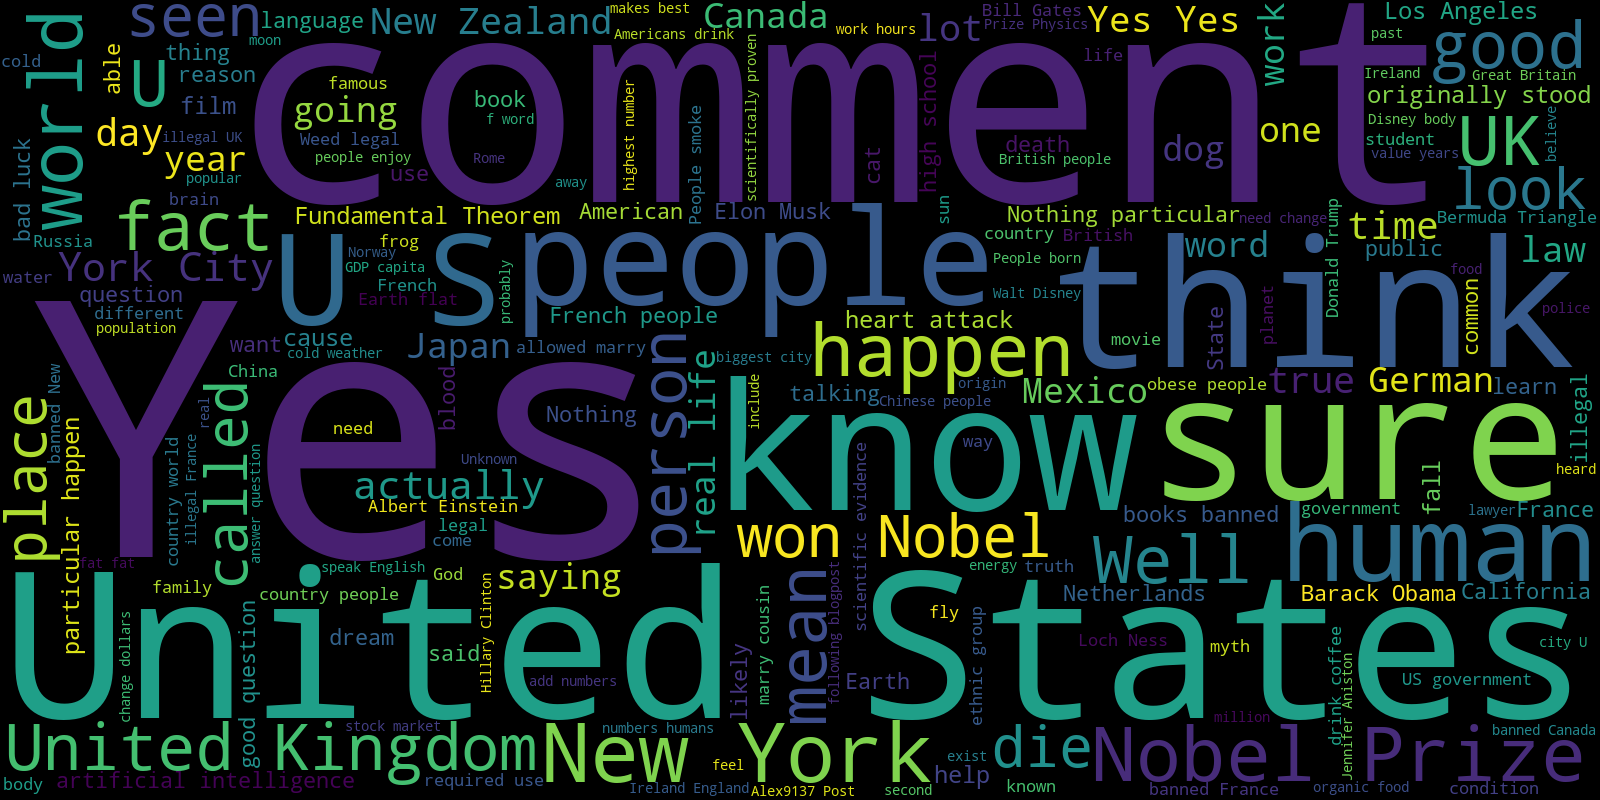 comment
Yes
United States
people
think
know
sure
U S
human
New York
Nobel Prize
United Kingdom
won Nobel
happen
world
fact
place
called
person
mean
Well
die
good
look
UK
U
seen
lot
Yes Yes
Canada
New Zealand
language
makes best
moon
Americans drink
work hours
Bill Gates
Prize Physics
life
work
Los Angeles
past
Ireland
Great Britain
originally stood
Disney body
student
value years
believe
cold
able
thing
reason
film
day
illegal UK
year
popular
bad luck
brain
famous
going
book
f word
Weed legal
people enjoy
Rome
use
away
highest number
People smoke
scientifically proven
cat
high school
death
British people
dog
one
Russia
water
York City
question
different
population
Fundamental Theorem
American
Elon Musk
sun
Nothing particular
need change
time
Bermuda Triangle
frog
Norway
GDP capita
French
Earth flat
probably
country
British
People born
Walt Disney
word
Donald Trump
public
law
food
planet
State
common
police
cause
want
cold weather
China
Japan
French people
allowed marry
heart attack
biggest city
movie
true
German
learn
obese people
Mexico
talking
origin
Chinese people
include
real life
blood
Nothing
need
Unknown
way
banned New
particular happen
country world
illegal France
real
answer question
actually
Albert Einstein
legal
come
scientific evidence
books banned
government
fall
illegal
heard
lawyer
France
fat fat
family
speak English
God
country people
saying
energy
truth
Netherlands
Barack Obama
California
change dollars
good question
dream
said
Hillary Clinton
add numbers
likely
marry cousin
following blogpost
Earth
fly
ethnic group
Loch Ness
myth
city U
US government
drink coffee
Jennifer Aniston
stock market
numbers humans
million
banned Canada
body
artificial intelligence
required use
Ireland England
feel
Alex9137 Post
second
help
exist
known
banned France
organic food
condition